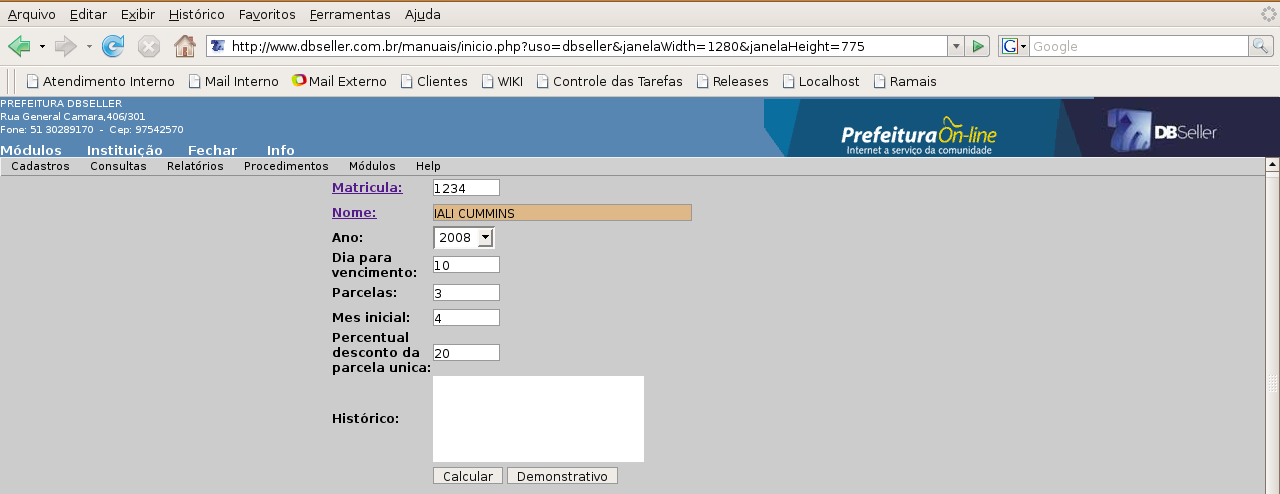 Arquivo Editar Exibir Histórico Favoritos Ferramentas Ajuda
http://www.dbseller.com.br/manuais/inicio.php?uso=dbseller&janelaWidth=1280&janelaHeight=775 G Google
Atendimento Interno Mail Interno Mail Externo Clientes WIKI Controle das Tarefas Releases Localhost Ramais
PREFEITURA DBSELLER
Rua General Camara,406/301
Fone: 51 30289170 - Cep: 97542570
Prefeitura On-line
Internet a serviço da comunidade
DBSeller
Módulos Instituição Fechar Info
Cadastros Consultas Relatórios Procedimentos Módulos Help
Matricula: 1234
Nome: IALI CUMMINS
Ano: 2008
Dia para
vencimento: 10
Parcelas: 3
Mes inicial: 4
Percentual
desconto da 20
parcela unica:
Histórico:
Calcular Demonstrativo